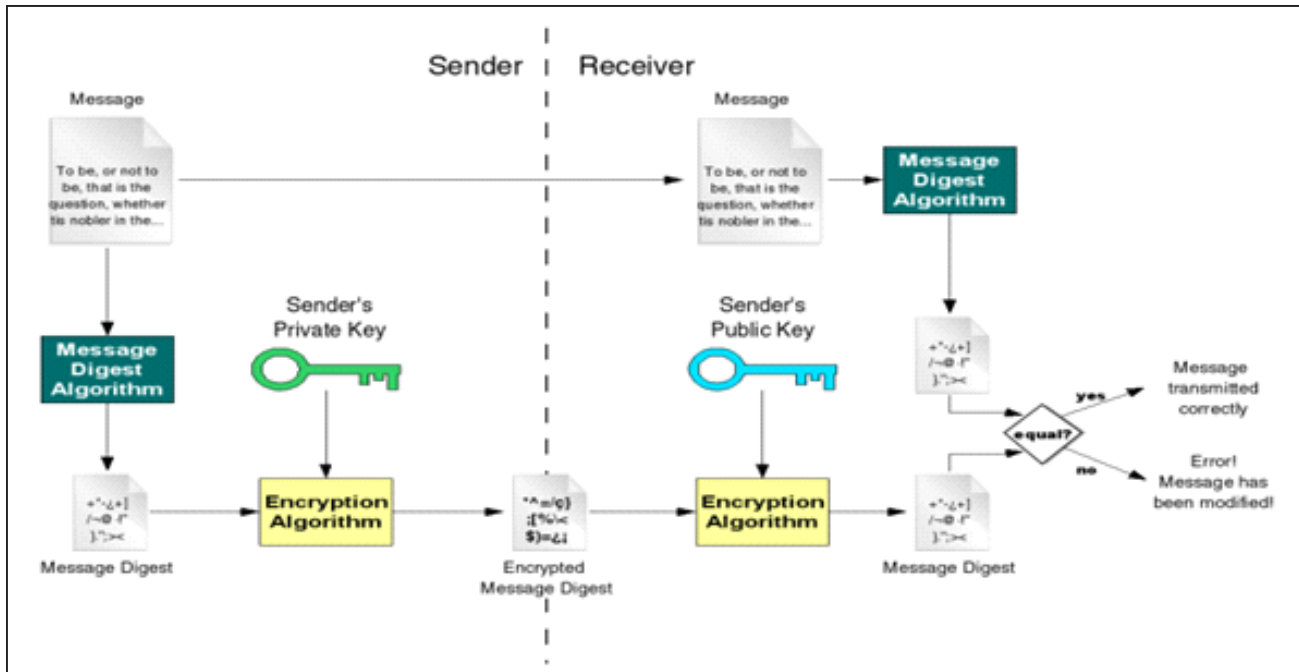 Sender
Receiver
Message
To be, or not to
be, that is the
question, whether
tis nobler in the...
Message
Digest
Algorithm
+"-¿+]
/¬@·!"
}.";><
Message Digest
Sender's
Private Key
Encryption
Algorithm
"^=/ç}
;[%\<
$)=¿¡
Encrypted
Message Digest
Message
To be, or not to
be, that is the
question, whether
tis nobler in the...
Message
Digest
Algorithm
+"-¿+]
/¬@·!"
}.";><
Sender's
Public Key
Encryption
Algorithm
+"-¿+]
/¬@·!"
}.";><
Message Digest
equal?
yes
Message
transmitted
correctly
no
Error!
Message has
been modified!